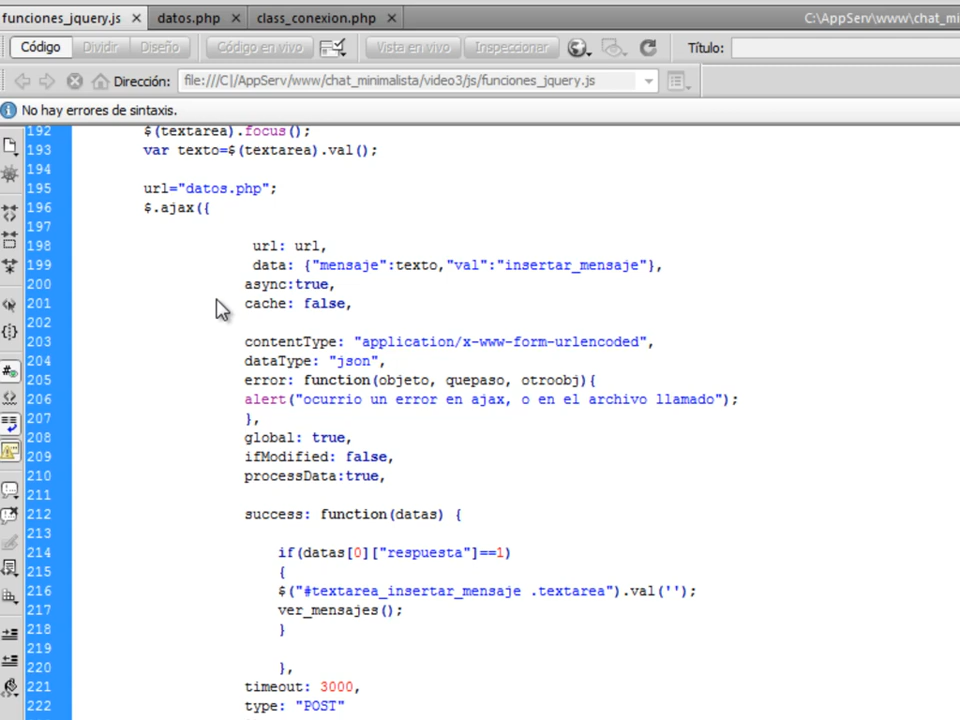 funciones_jquery.js × datos.php × class_conexion.php × C:\AppServ\www\chat_mi
Código Dividir Diseño Código en vivo Vista en vivo Inspeccionar Título:
Dirección: file:///C|/AppServ/www/chat_minimalista/video3/js/funciones_jquery.js
No hay errores de sintaxis.
192 $(textarea).focus();
193 var texto=$(textarea).val();
194
195 url="datos.php";
196 $.ajax({
197
198 url: url,
199 data: {"mensaje":texto,"val":"insertar_mensaje"},
200 async:true,
201 cache: false,
202
203 contentType: "application/x-www-form-urlencoded",
204 dataType: "json",
205 error: function(objeto, quepaso, otroobj){
206 alert("ocurrio un error en ajax, o en el archivo llamado");
207 },
208 global: true,
209 ifModified: false,
210 processData:true,
211
212 success: function(datas) {
213
214 if(datas[0]["respuesta"]==1)
215 {
216 $("#textarea_insertar_mensaje .textarea").val('');
217 ver_mensajes();
218 }
219
220 },
221 timeout: 3000,
222 type: "POST"